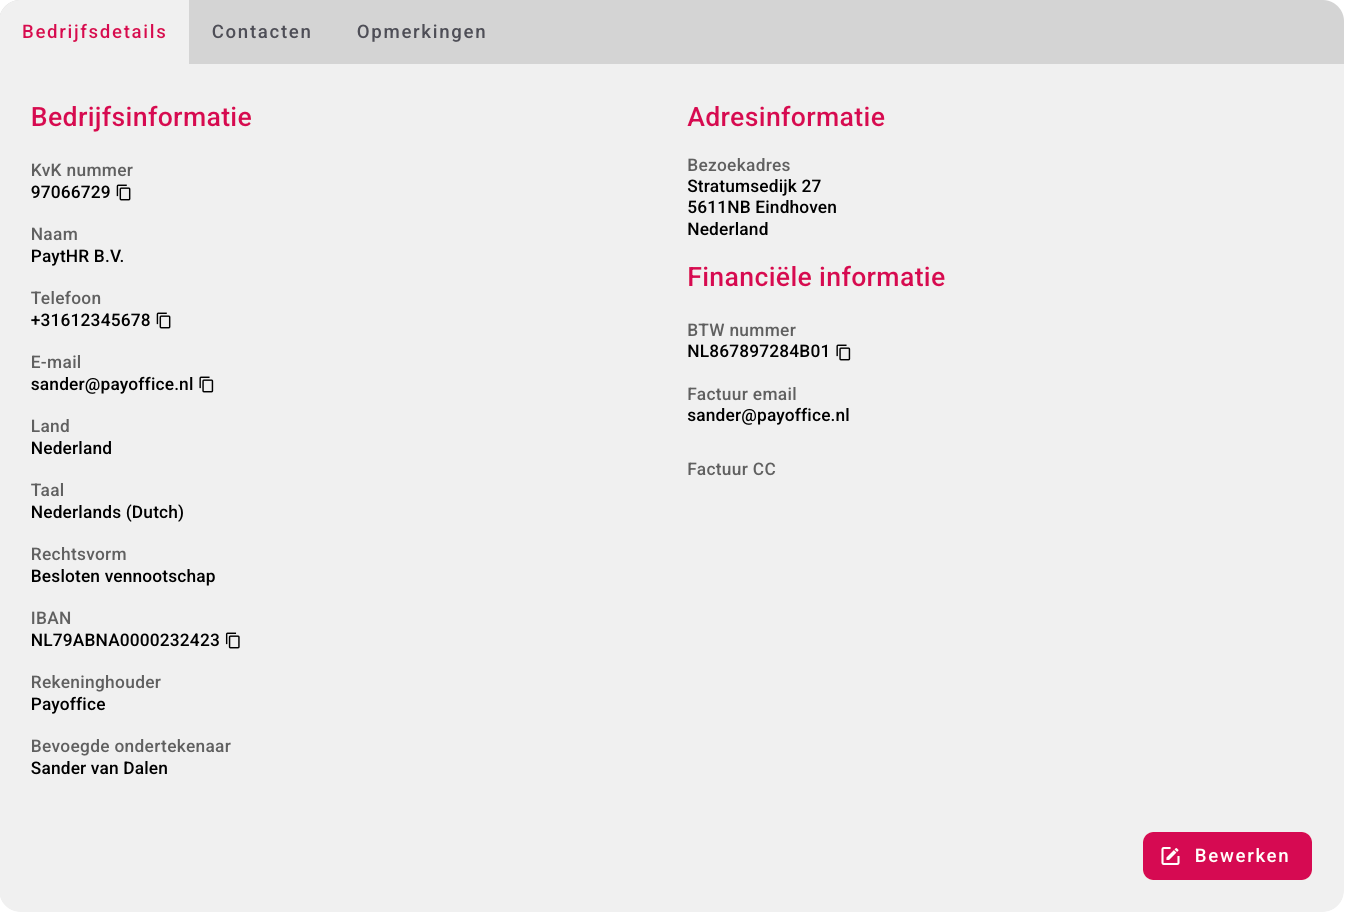 Bedrijfsdetails Contacten Opmerkingen
Bedrijfsinformatie
KvK nummer
97066729
Naam
PaytHR B.V.
Telefoon
+31612345678
E-mail
sander@payoffice.nl
Land
Nederland
Taal
Nederlands (Dutch)
Rechtsvorm
Besloten vennootschap
IBAN
NL79ABNA0000232423
Rekeninghouder
Payoffice
Bevoegde ondertekenaar
Sander van Dalen
Adresinformatie
Bezoekadres
Stratumsedijk 27
5611NB Eindhoven
Nederland
Financiële informatie
BTW nummer
NL867897284B01
Factuur email
sander@payoffice.nl
Factuur CC
Bewerken